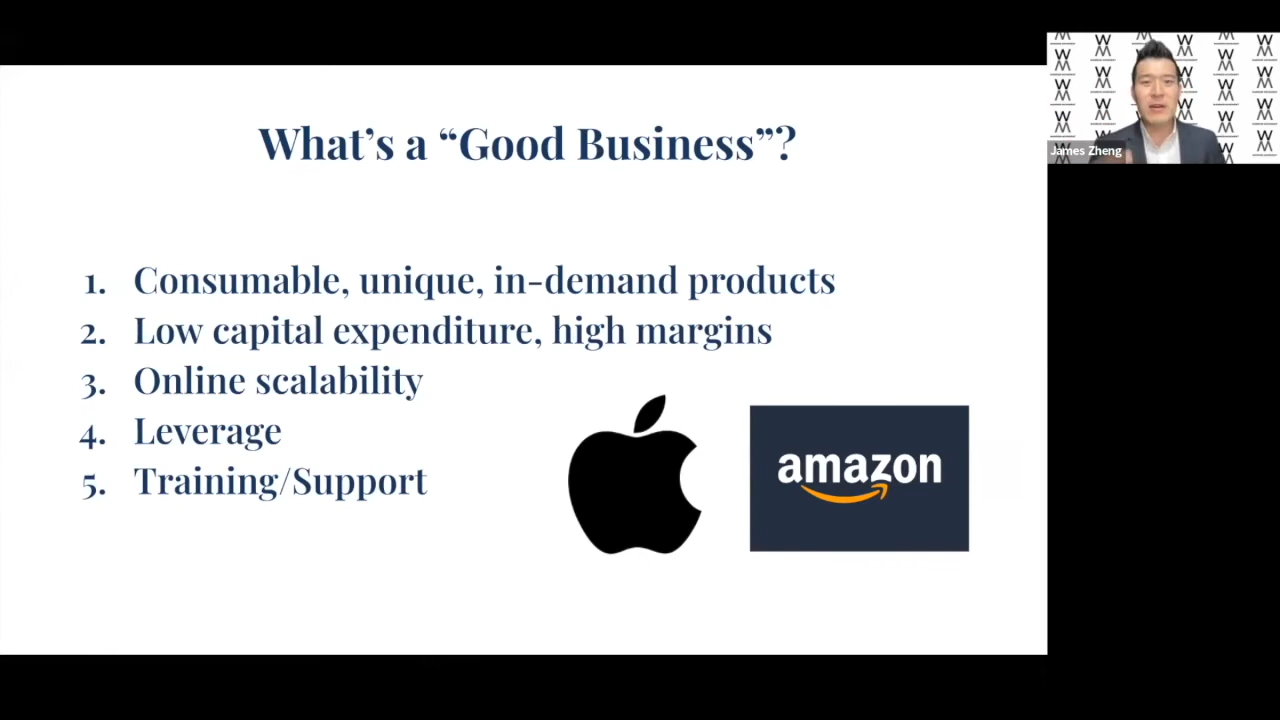 What's a “Good Business”?
1. Consumable, unique, in-demand products
2. Low capital expenditure, high margins
3. Online scalability
4. Leverage
5. Training/Support
amazon
James Zheng